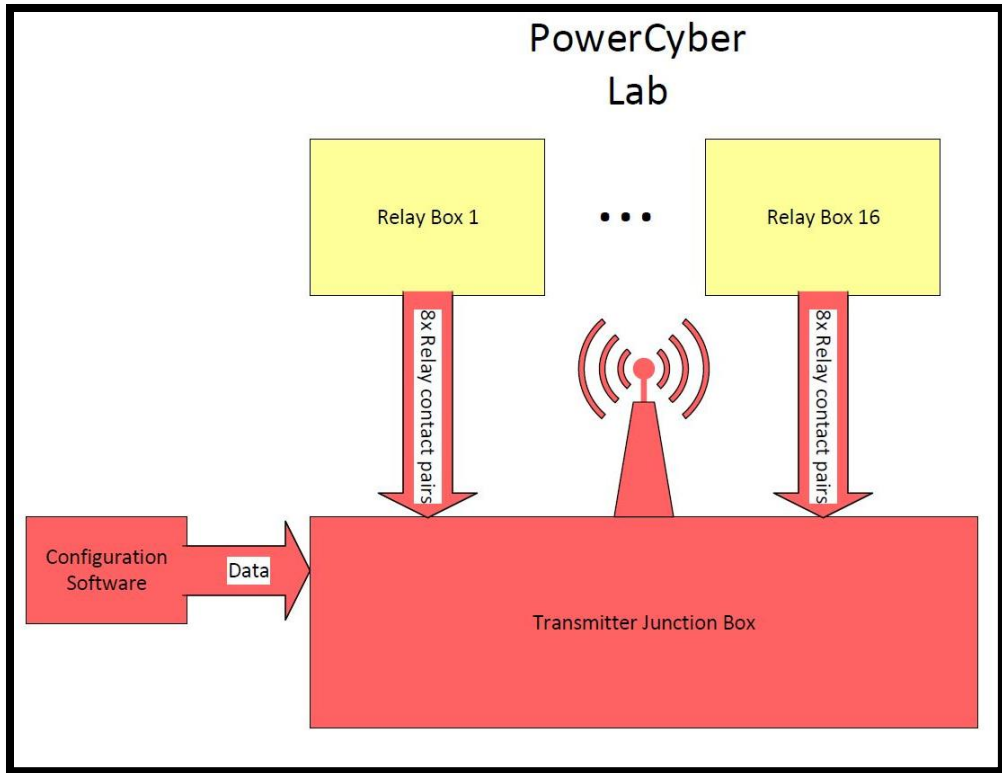 PowerCyber
Lab
Relay Box 1
• • •
Relay Box 16
8x Relay contact pairs
8x Relay contact pairs
Configuration
Software
Data
Transmitter Junction Box